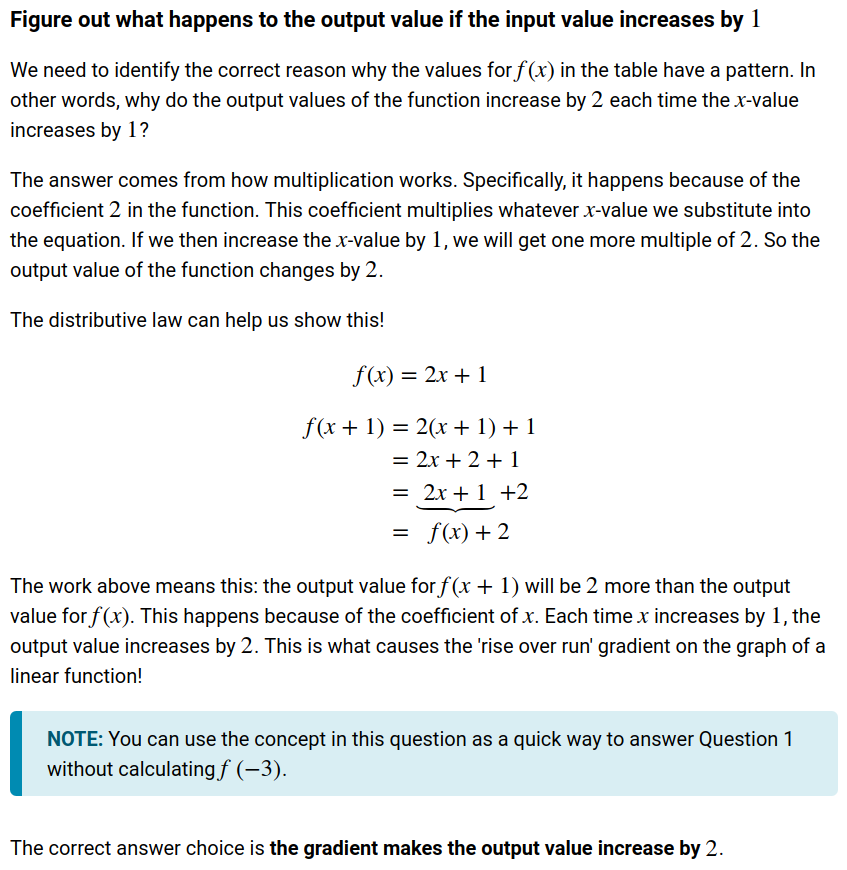 Figure out what happens to the output value if the input value increases by 1
We need to identify the correct reason why the values for f(x) in the table have a pattern. In
other words, why do the output values of the function increase by 2 each time the x-value
increases by 1?
The answer comes from how multiplication works. Specifically, it happens because of the
coefficient 2 in the function. This coefficient multiplies whatever x-value we substitute into
the equation. If we then increase the x-value by 1, we will get one more multiple of 2. So the
output value of the function changes by 2.
The distributive law can help us show this!
f(x) = 2x + 1
f(x + 1) = 2(x + 1) + 1
= 2x + 2 + 1
= 2x + 1 +2
= f(x) + 2
The work above means this: the output value for f(x + 1) will be 2 more than the output
value for f(x). This happens because of the coefficient of x. Each time x increases by 1, the
output value increases by 2. This is what causes the 'rise over run' gradient on the graph of a
linear function!
NOTE: You can use the concept in this question as a quick way to answer Question 1
without calculating f (−3).
The correct answer choice is the gradient makes the output value increase by 2.